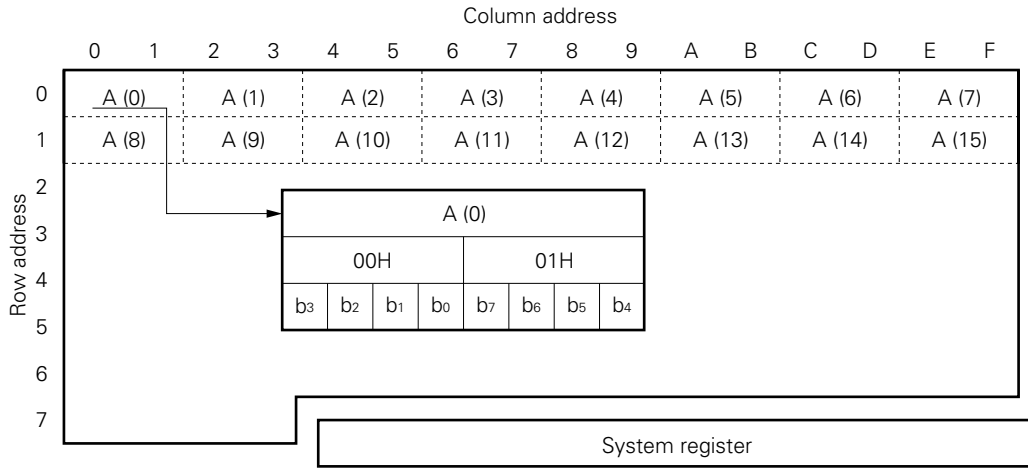 Column address
0 1 2 3 4 5 6 7 8 9 A B C D E F
0 A (0) A (1) A (2) A (3) A (4) A (5) A (6) A (7)
1 A (8) A (9) A (10) A (11) A (12) A (13) A (14) A (15)
2
A (0)
3
00H 01H
4
b3 b2 b1 b0 b7 b6 b5 b4
5
6
7
Row address
System register